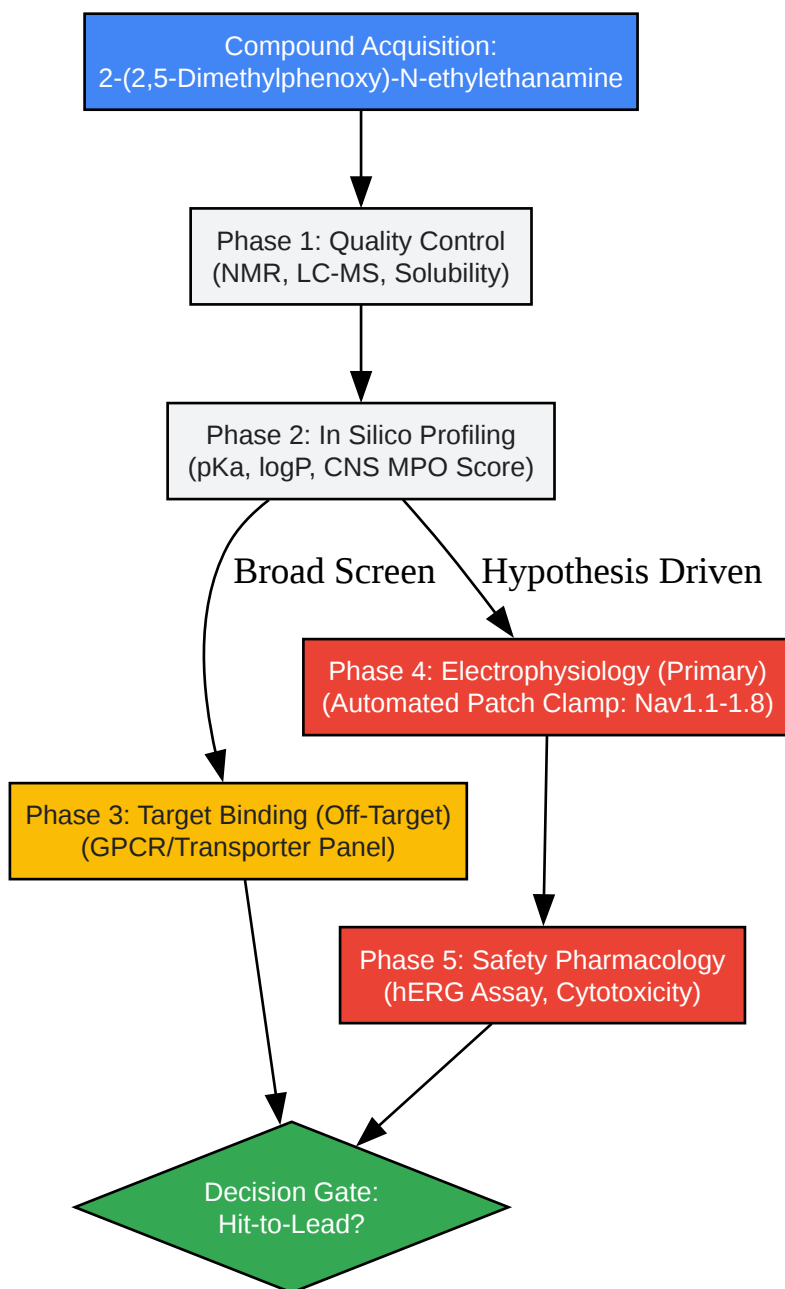 Compound Acquisition:
2-(2,5-Dimethylphenoxy)-N-ethylethanamine
Phase 1: Quality Control
(NMR, LC-MS, Solubility)
Phase 2: In Silico Profiling
(pKa, logP, CNS MPO Score)
Broad Screen
Hypothesis Driven
Phase 4: Electrophysiology (Primary)
(Automated Patch Clamp: Nav1.1-1.8)
Phase 3: Target Binding (Off-Target)
(GPCR/Transporter Panel)
Phase 5: Safety Pharmacology
(hERG Assay, Cytotoxicity)
Decision Gate:
Hit-to-Lead?